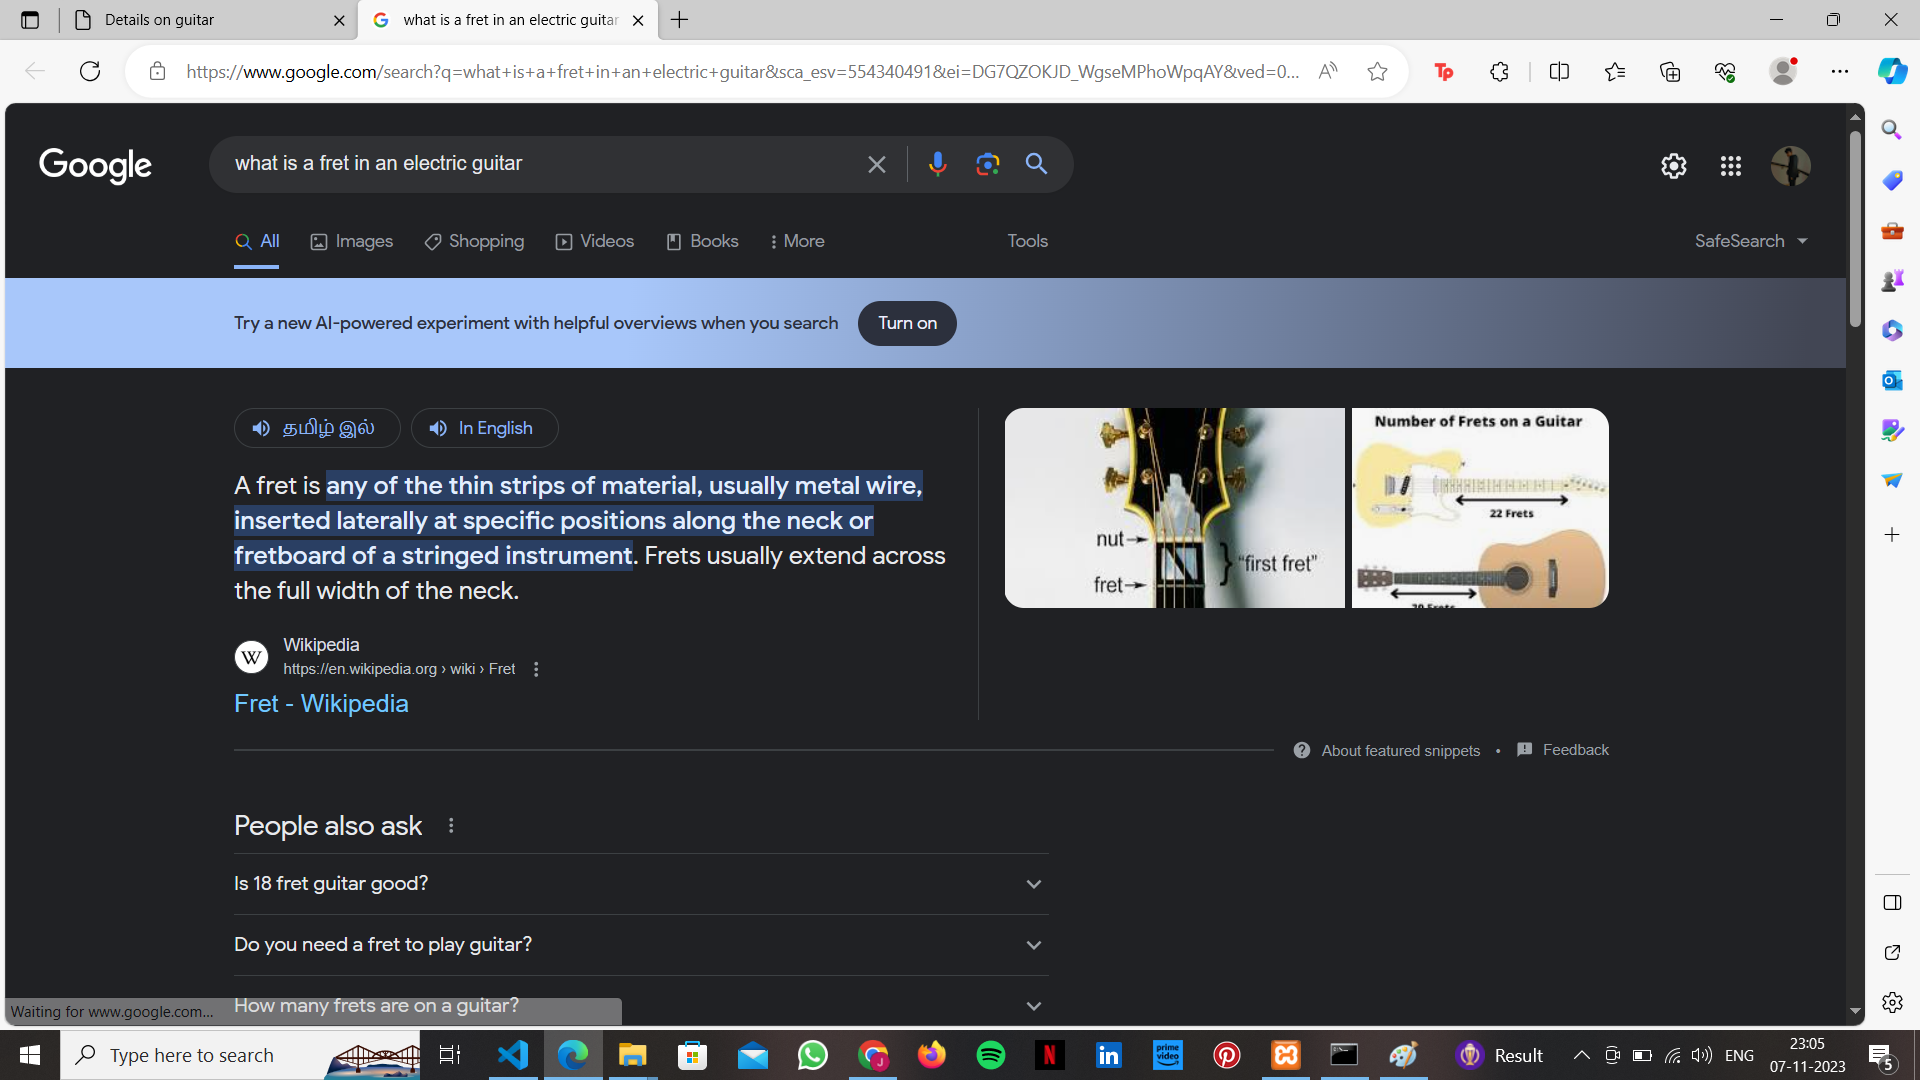 Details on guitar
what is a fret in an electric guitar
https://www.google.com/search?q=what+is+a+fret+in+an+electric+guitar&sca_esv=554340491&ei=DG7QZOKJD_WgseMPhoWpqAY&ved=0...
Google
what is a fret in an electric guitar
All
Images
Shopping
Videos
Books
More
Tools
SafeSearch
Try a new AI-powered experiment with helpful overviews when you search
Turn on
தமிழ் இல்
In English
A fret is any of the thin strips of material, usually metal wire,
inserted laterally at specific positions along the neck or
fretboard of a stringed instrument. Frets usually extend across
the full width of the neck.
nut
fret
"first fret"
Number of Frets on a Guitar
22 Frets
20 Frets
W
Wikipedia
https://en.wikipedia.org › wiki › Fret
Fret - Wikipedia
About featured snippets
Feedback
People also ask
Is 18 fret guitar good?
Do you need a fret to play guitar?
How many frets are on a guitar?
Waiting for www.google.com...
Type here to search
Result
ENG
23:05
07-11-2023
5